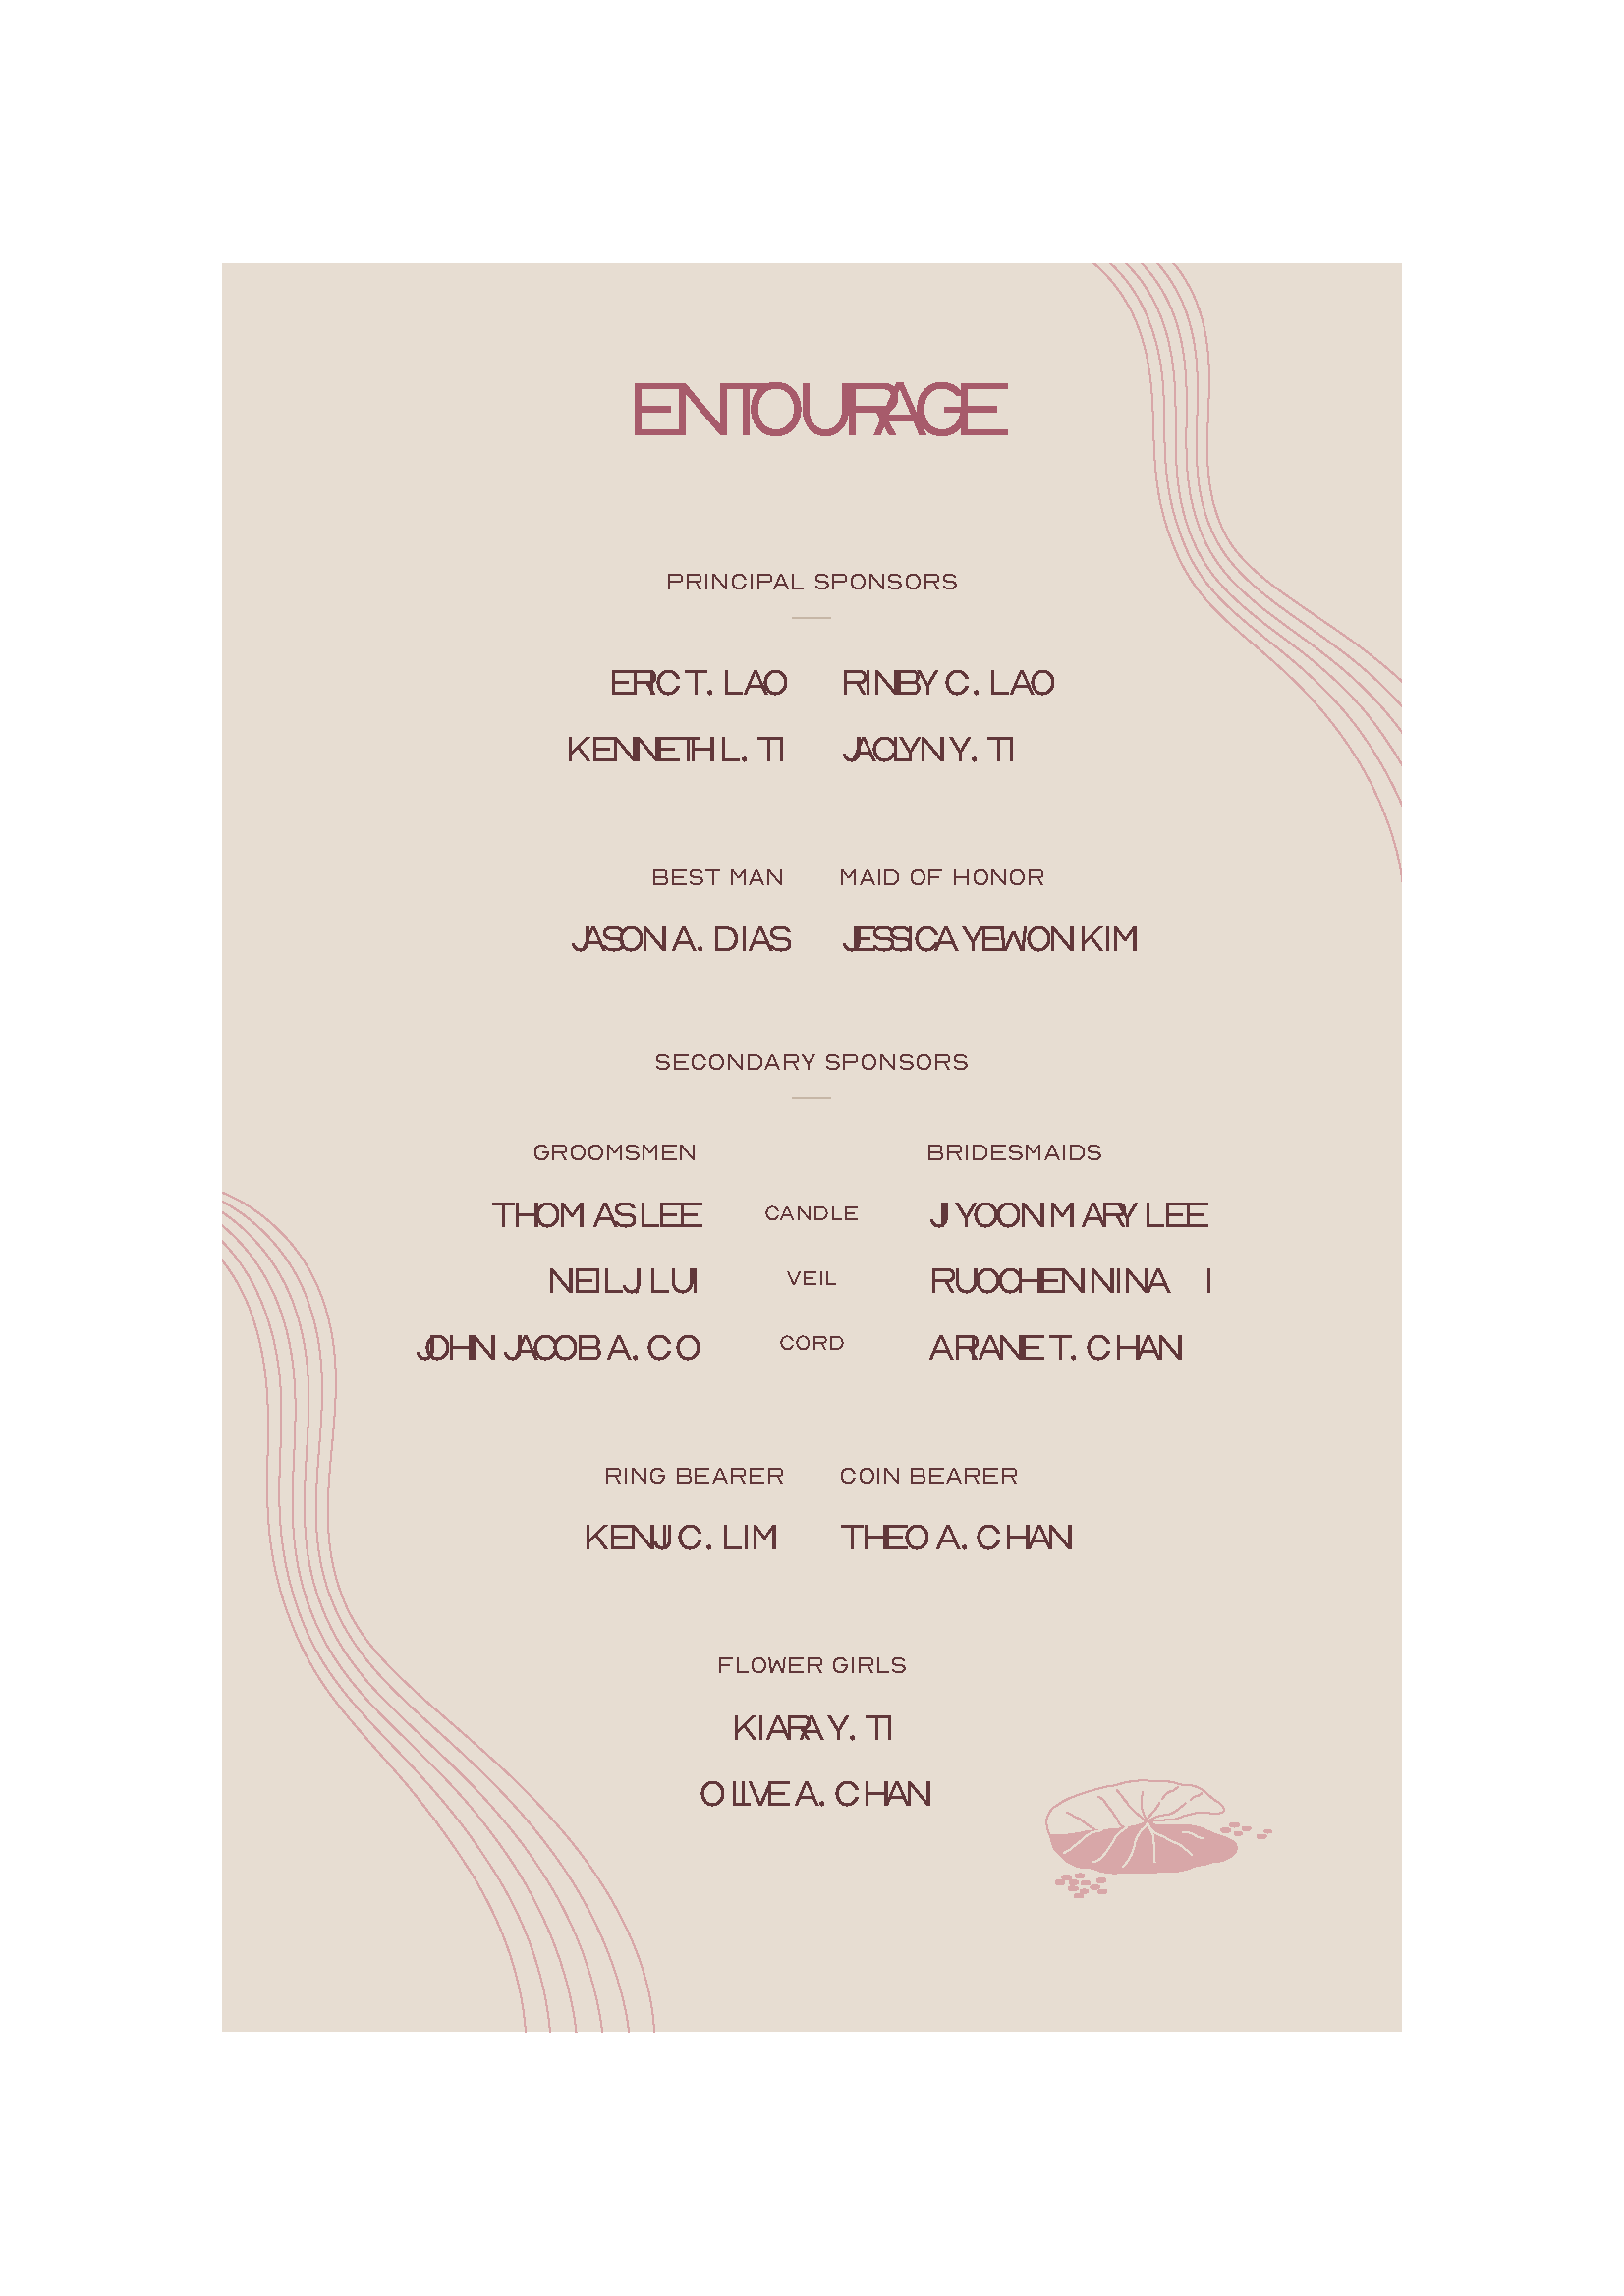 ENTOURAGE
PRINCIPAL SPONSORS
ERIC T. LAO RINBY C. LAO
KENNETH L. TI JACLYN Y. TI
BEST MAN MAID OF HONOR
JASON A. DIAS JESSICA YEWON KIM
SECONDARY SPONSORS
GROOMSMEN BRIDESMAIDS
THOMAS LEE CANDLE JIYOON MARY LEE
NEIL J LUI VEIL RUOCHEN NINA
JOHN JACOB A. CO CORD ARIANE T. CHAN
RING BEARER COIN BEARER
KENJI C. LIM THEO A. CHAN
FLOWER GIRLS
KIARA Y. TI
OLIVE A. CHAN